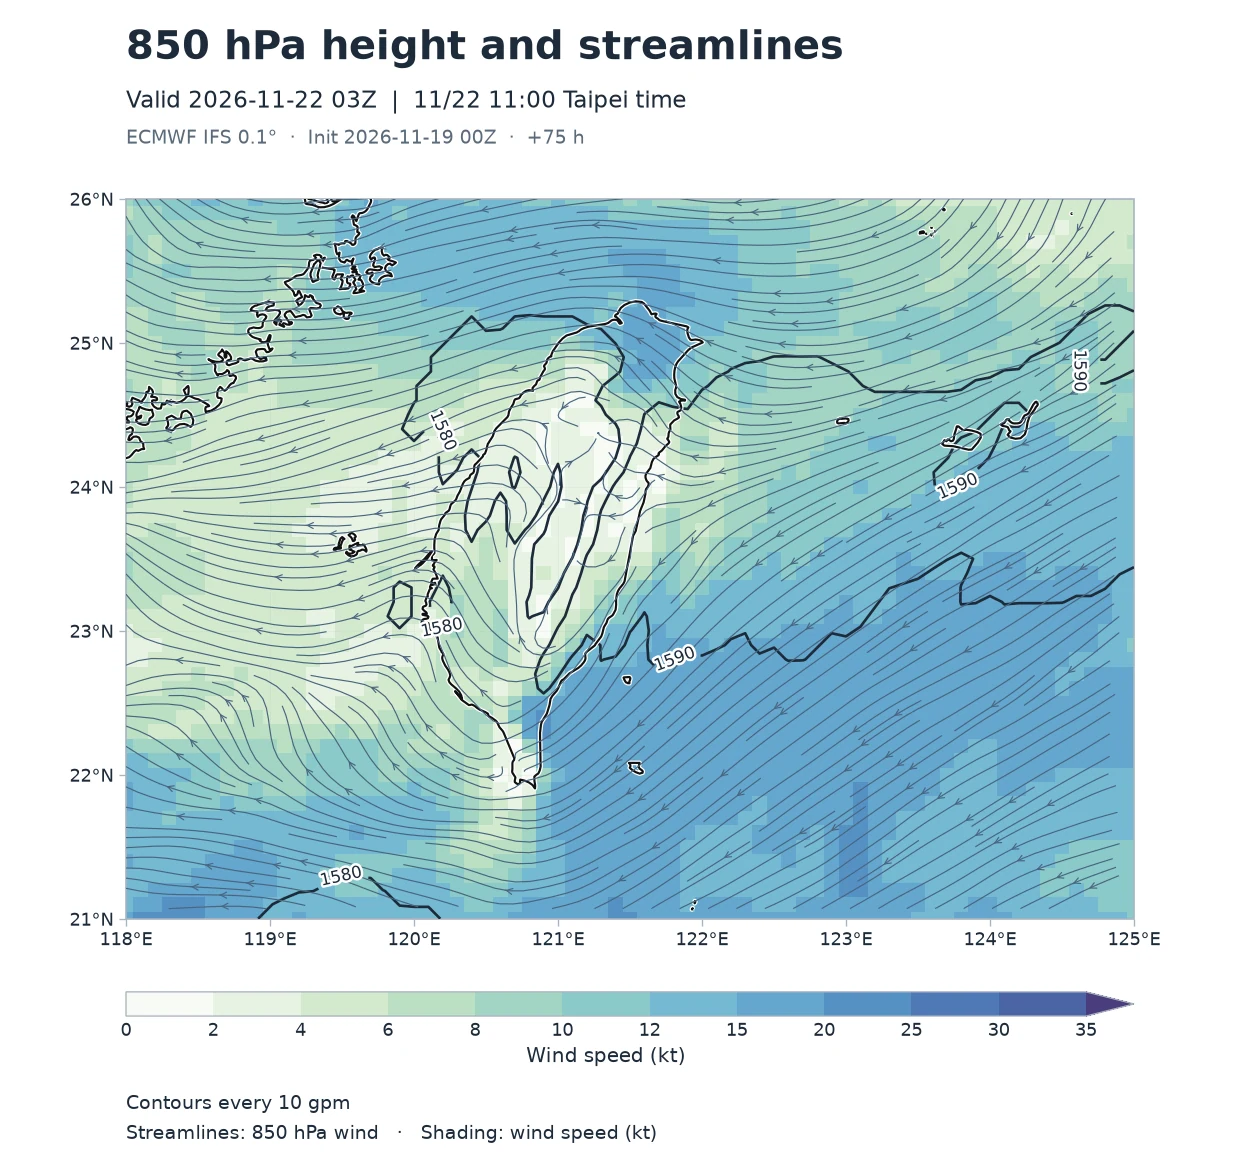 850 hPa height and streamlines
Valid 2026-11-22 03Z | 11/22 11:00 Taipei time
ECMWF IFS 0.1° · Init 2026-11-19 00Z · +75 h
26°N
25°N
24°N
23°N
22°N
21°N
1590
1580
1590
1580
1590
1580
118°E 119°E 120°E 121°E 122°E 123°E 124°E 125°E
0 2 4 6 8 10 12 15 20 25 30 35
Wind speed (kt)
Contours every 10 gpm
Streamlines: 850 hPa wind · Shading: wind speed (kt)